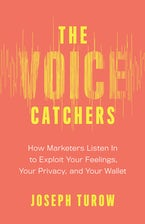 THE
VOICE
CATCHERS
How Marketers Listen In
to Exploit Your Feelings,
Your Privacy, and Your Wallet
JOSEPH TUROW